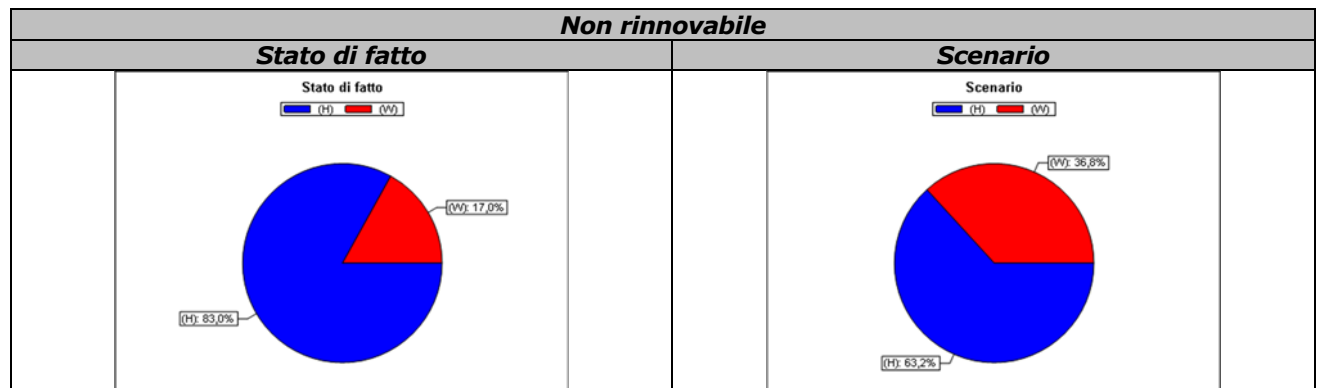 Non rinnovabile
Stato di fatto Scenario
Stato di fatto
(H) (W)
(W): 17,0%
(H): 83,0%
Scenario
(H) (W)
(W): 36,8%
(H): 63,2%